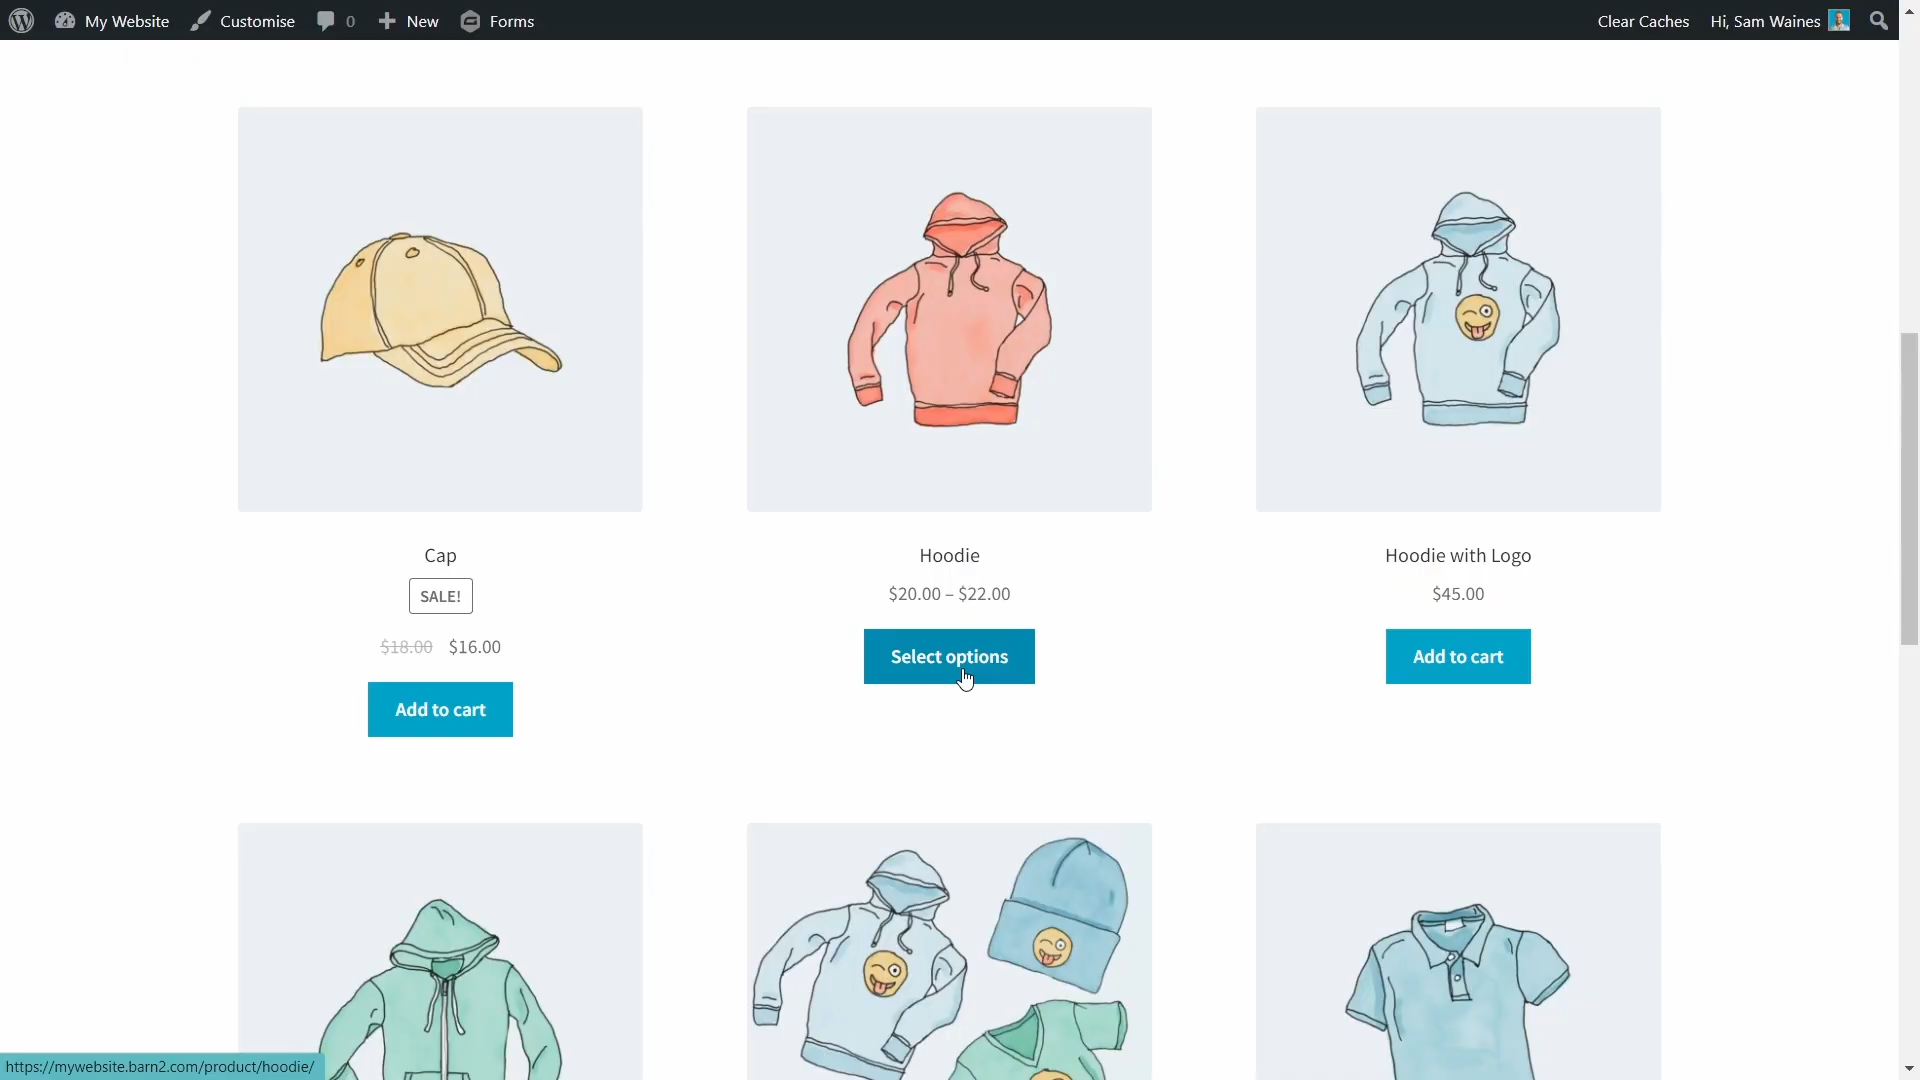 My Website Customise 0 New Forms Clear Caches Hi, Sam Waines
Cap
SALE!
$18.00 $16.00
Add to cart
Hoodie
$20.00 – $22.00
Select options
Hoodie with Logo
$45.00
Add to cart
https://mywebsite.barn2.com/product/hoodie/